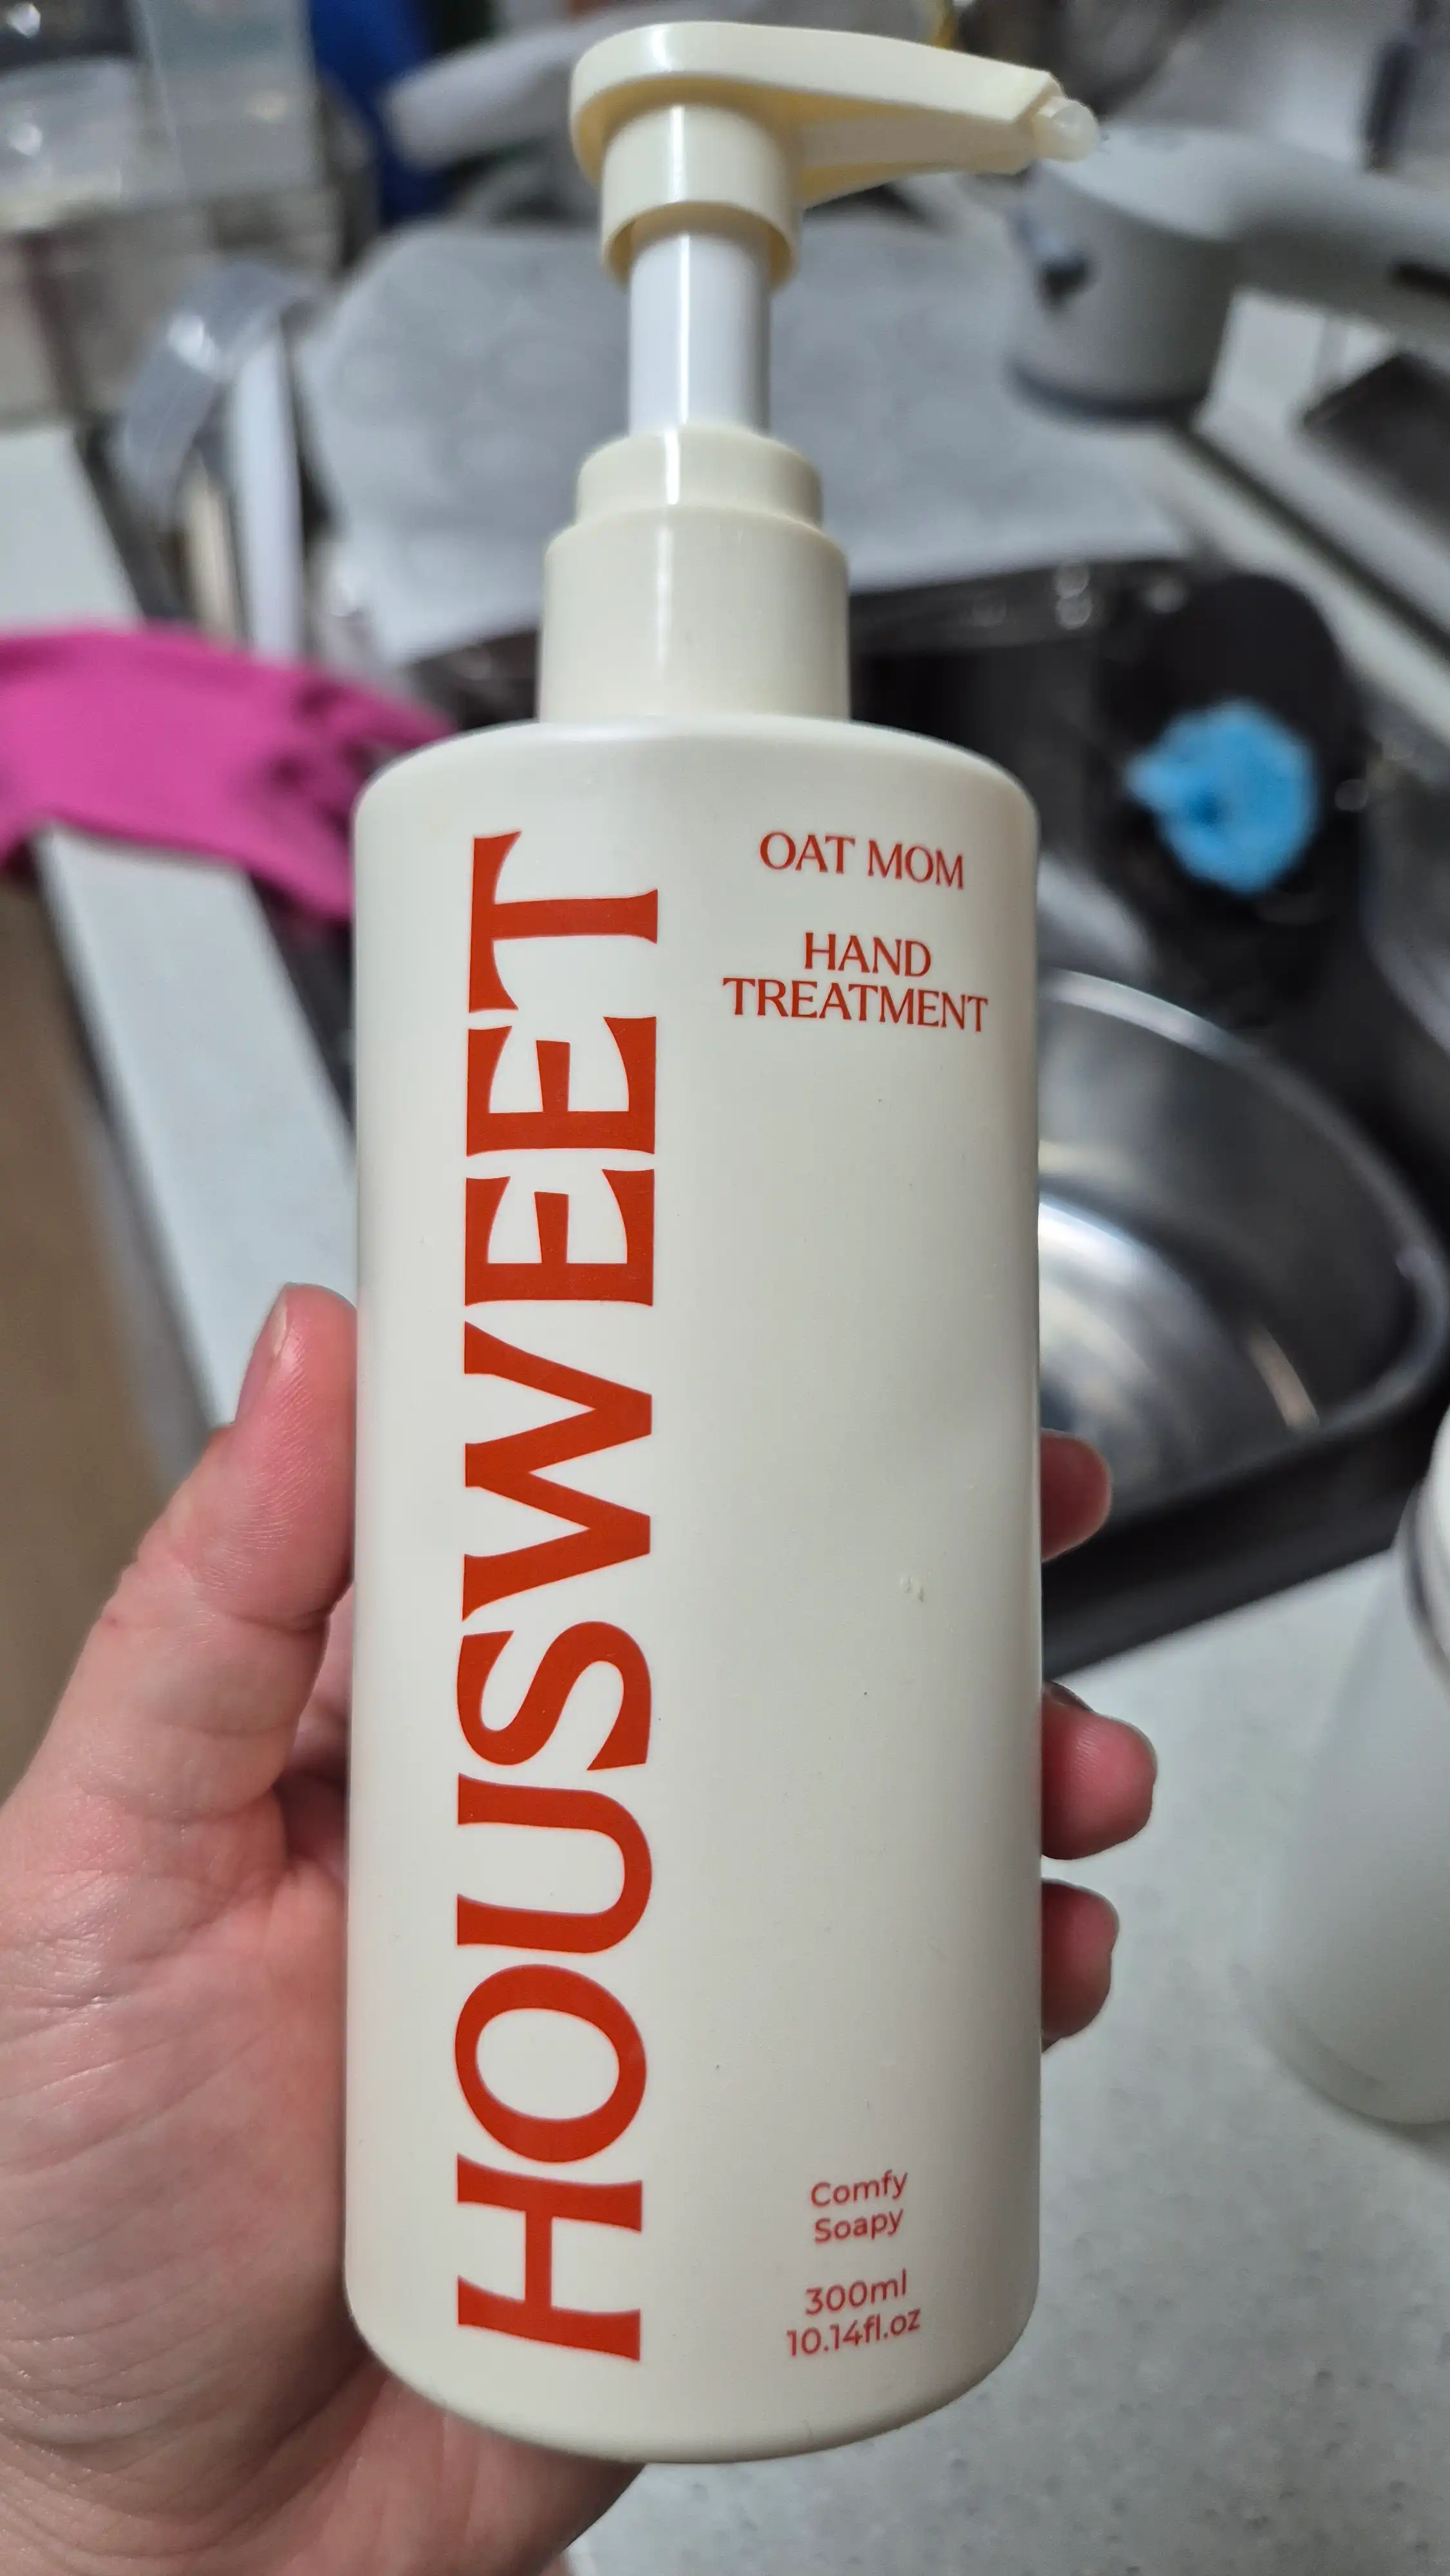 HOUSWEET
OAT MOM
HAND
TREATMENT
Comfy
Soapy
300ml
10.14fl.oz